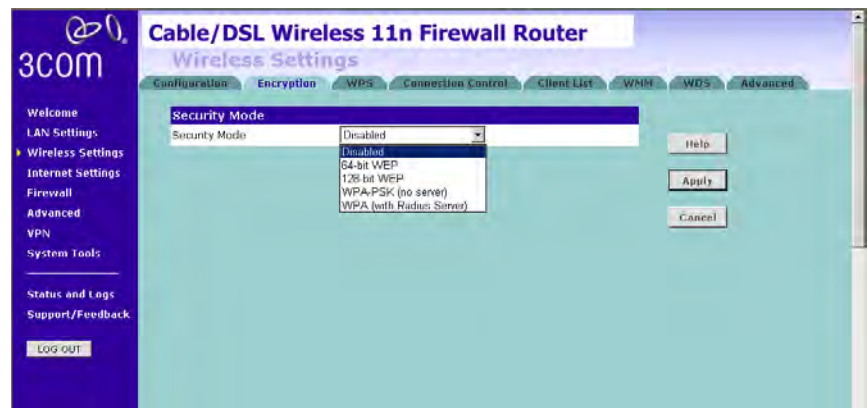 3COM
Cable/DSL Wireless 11n Firewall Router
Wireless Settings
Configuration Encryption WPS Connection Control Client List WMM WDS Advanced
Welcome
LAN Settings
Wireless Settings
Internet Settings
Firewall
Advanced
VPN
System Tools
Status and Logs
Support/Feedback
LOG OUT
Security Mode
Security Mode Disabled
Disabled
64-bit WEP
128-bit WEP
WPA-PSK (no server)
WPA (with Radius Server)
Help
Apply
Cancel